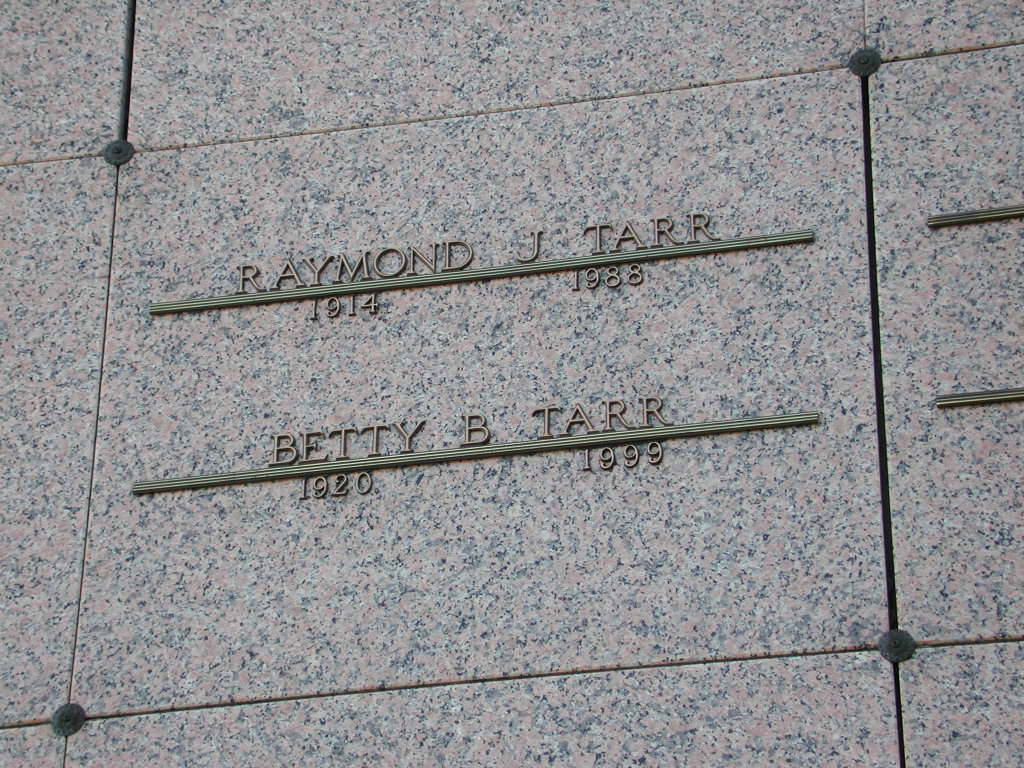 RAYMOND J TARR
1914 1988
BETTY B TARR
1920 1999